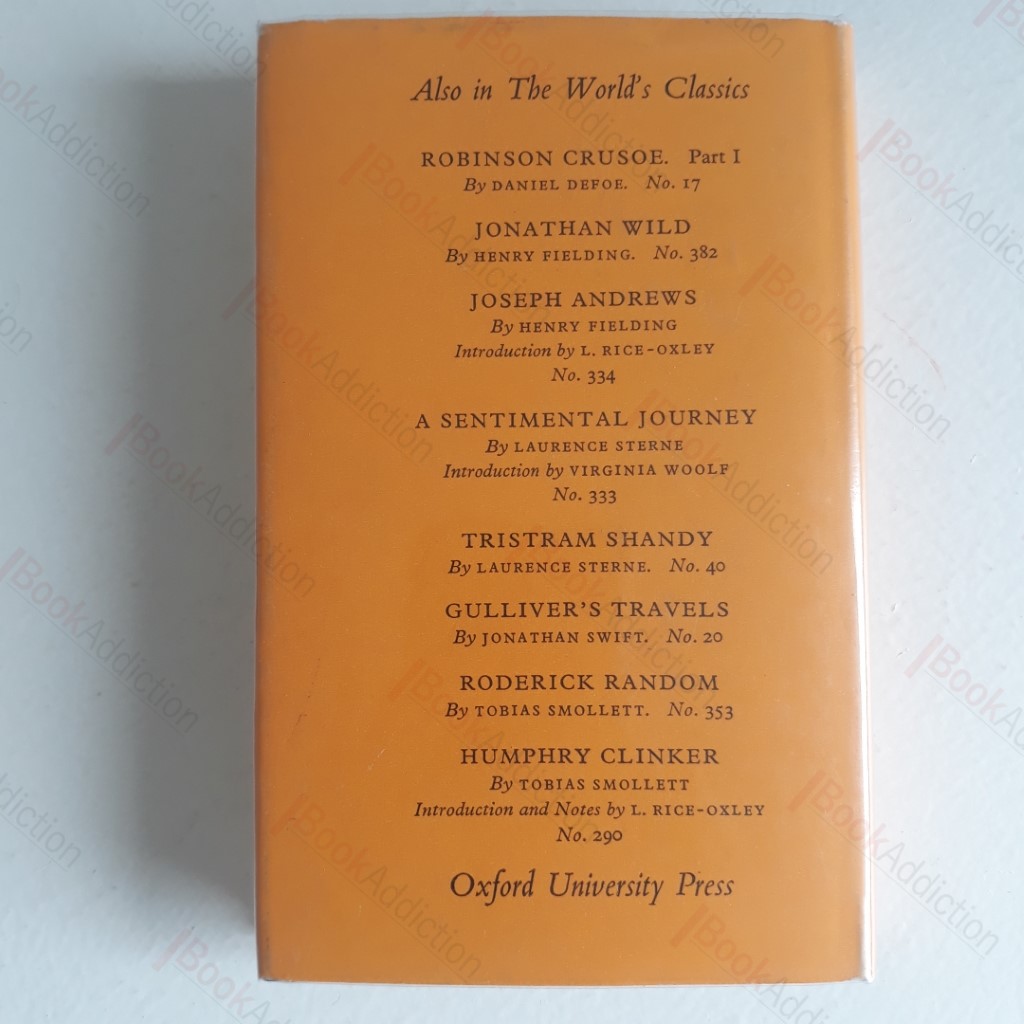 Also in The World's Classics
ROBINSON CRUSOE. Part I
By DANIEL DEFOE. No. 17
JONATHAN WILD
By HENRY FIELDING. No. 382
JOSEPH ANDREWS
By HENRY FIELDING
Introduction by L. RICE-OXLEY
No. 334
A SENTIMENTAL JOURNEY
By LAURENCE STERNE
Introduction by VIRGINIA WOOLF
No. 333
TRISTRAM SHANDY
By LAURENCE STERNE. No. 40
GULLIVER'S TRAVELS
By JONATHAN SWIFT. No. 20
RODERICK RANDOM
By TOBIAS SMOLLETT. No. 353
HUMPHRY CLINKER
By TOBIAS SMOLLETT
Introduction and Notes by L. RICE-OXLEY
No. 290
Oxford University Press
BookAddiction